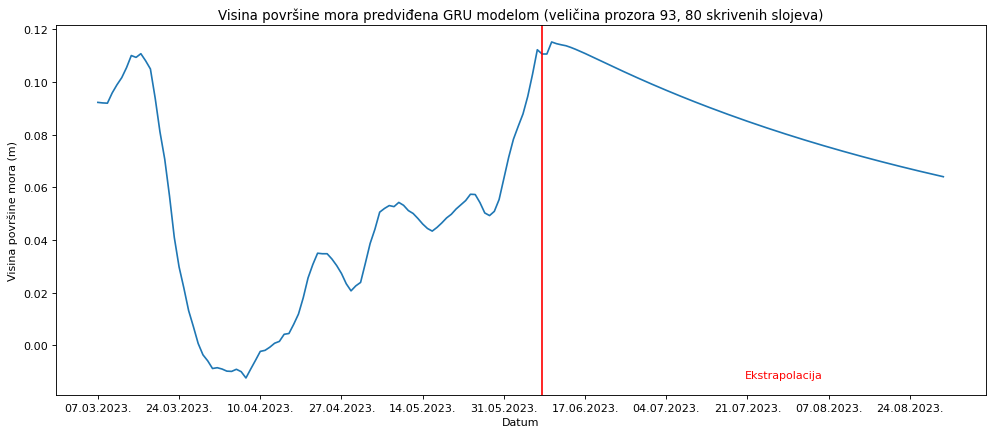 Visina površine mora predviđena GRU modelom (veličina prozora 93, 80 skrivenih slojeva)
0.12
0.10
0.08
0.06
0.04
0.02
0.00
Visina površine mora (m)
Ekstrapolacija
07.03.2023. 24.03.2023. 10.04.2023. 27.04.2023. 14.05.2023. 31.05.2023. 17.06.2023. 04.07.2023. 21.07.2023. 07.08.2023. 24.08.2023.
Datum